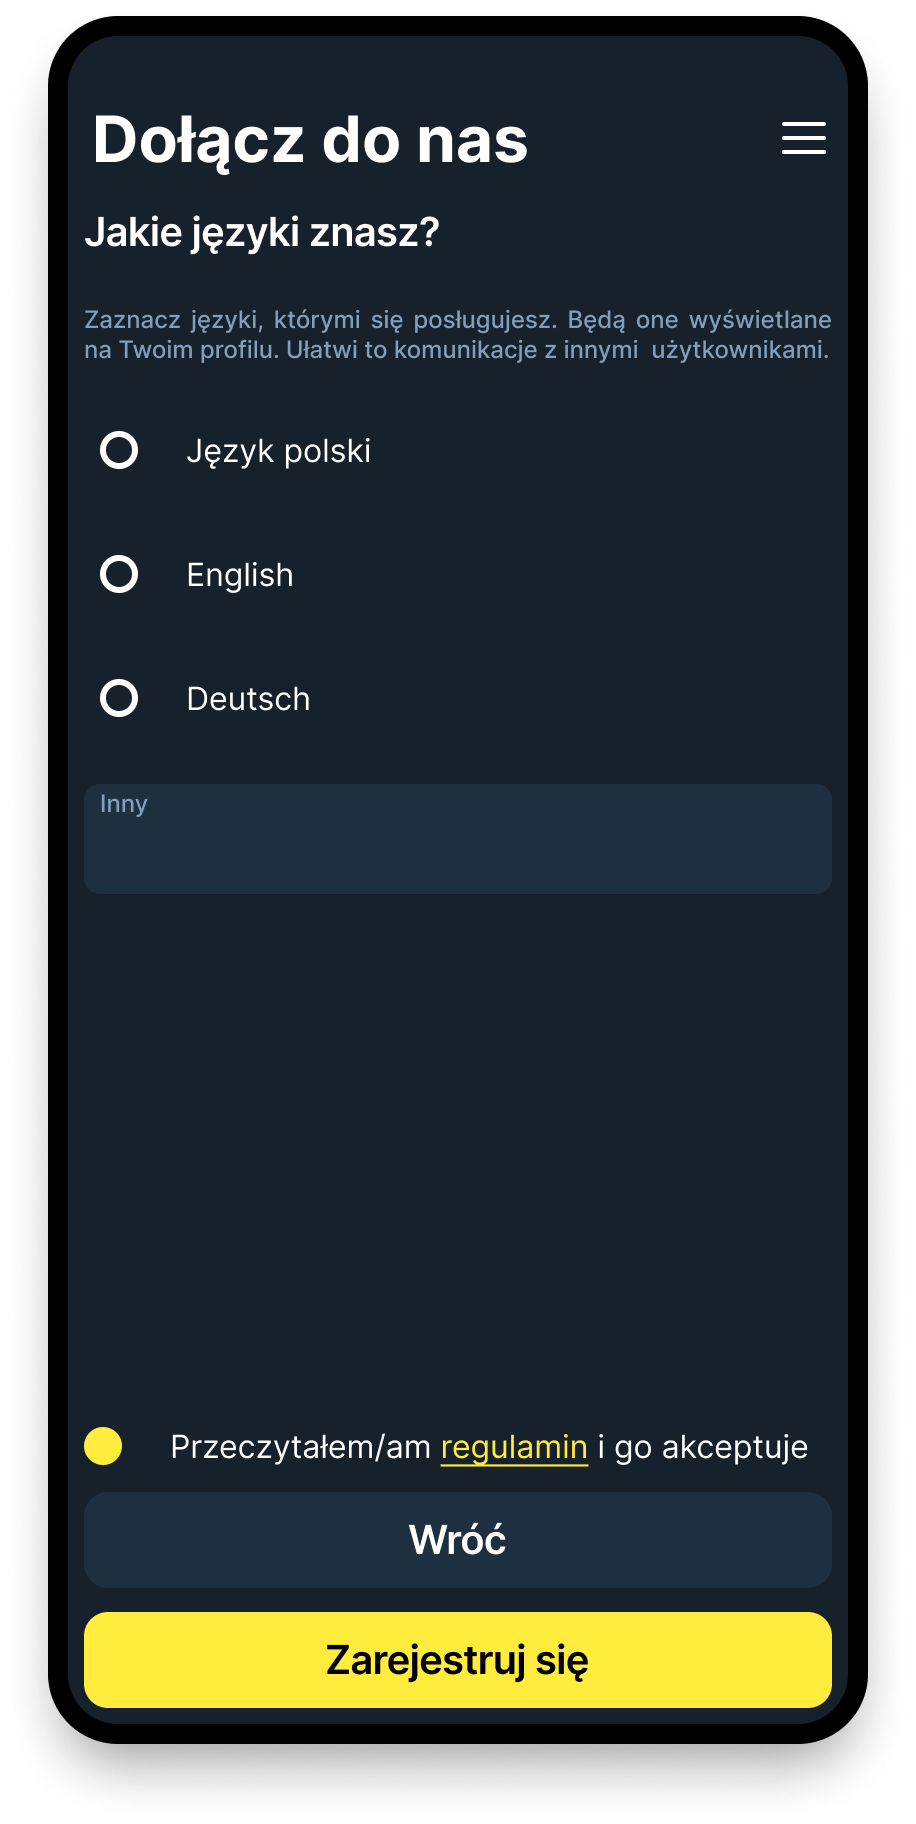 Dołącz do nas
Jakie języki znasz?
Zaznacz języki, którymi się posługujesz. Będą one wyświetlane
na Twoim profilu. Ułatwi to komunikacje z innymi  użytkownikami.
Język polski
English
Deutsch
Inny
Przeczytałem/am regulamin i go akceptuje
Wróć
Zarejestruj się